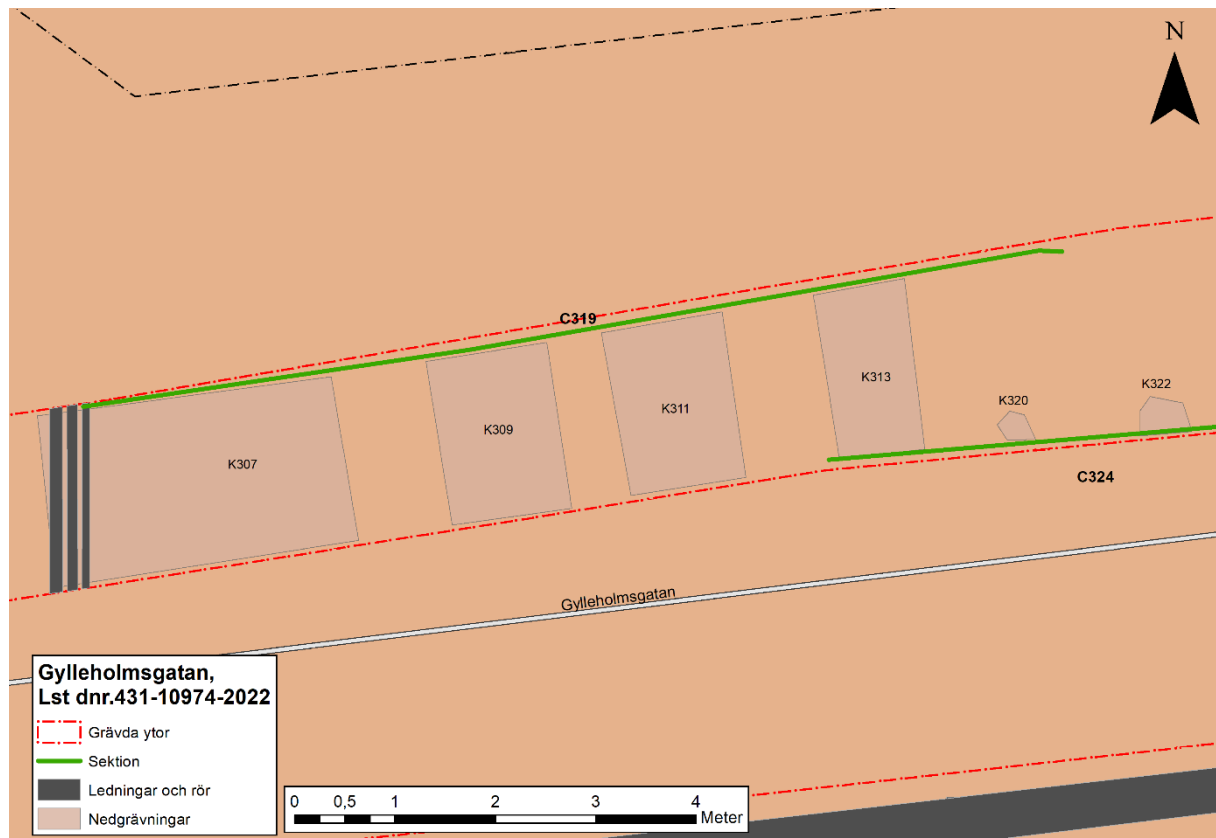 N
C319
K313
K320
K322
K311
K309
K307
C324
Gylleholmsgatan
Gylleholmsgatan,
Lst dnr.431-10974-2022
Grävda ytor
Sektion
Ledningar och rör
Nedgrävningar
0 0,5 1 2 3 4
Meter